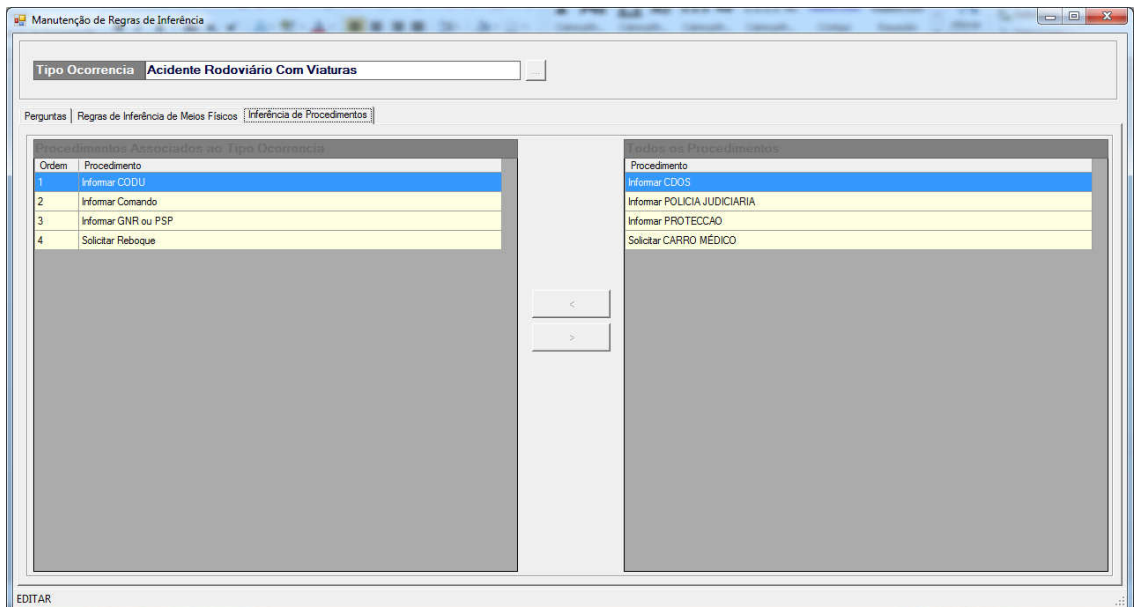 Manutenção de Regras de Inferência
Tipo Ocorrencia Acidente Rodoviário Com Viaturas ...
Perguntas Regras de Inferência de Meios Físicos Inferência de Procedimentos
Procedimentos Associados ao Tipo Ocorrencia
Ordem Procedimento
1 Informar CODU
2 Informar Comando
3 Informar GNR ou PSP
4 Solicitar Reboque
<
>
Todos os Procedimentos
Procedimento
Informar CDOS
Informar POLICIA JUDICIARIA
Informar PROTECCAO
Solicitar CARRO MÉDICO
EDITAR